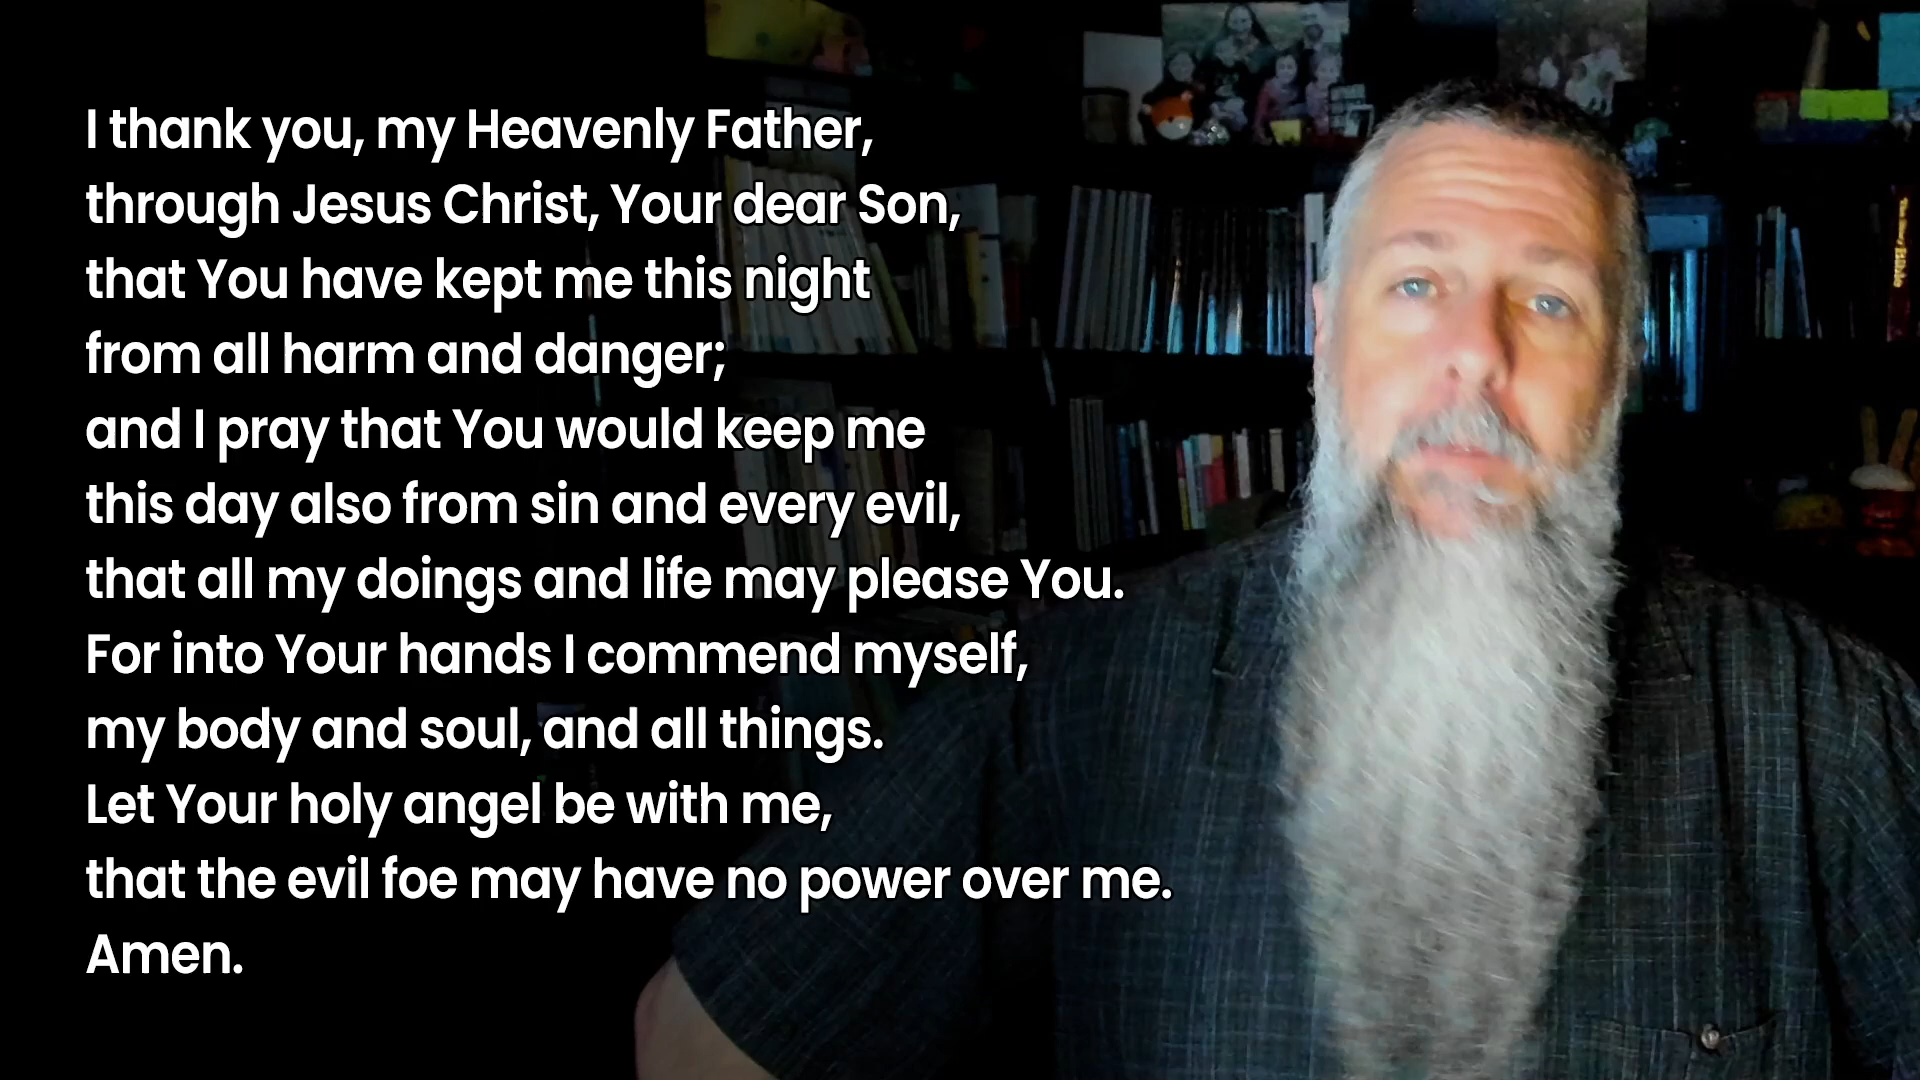 I thank you, my Heavenly Father,
through Jesus Christ, Your dear Son,
that You have kept me this night
from all harm and danger;
and I pray that You would keep me
this day also from sin and every evil,
that all my doings and life may please You.
For into Your hands I commend myself,
my body and soul, and all things.
Let Your holy angel be with me,
that the evil foe may have no power over me.
Amen.